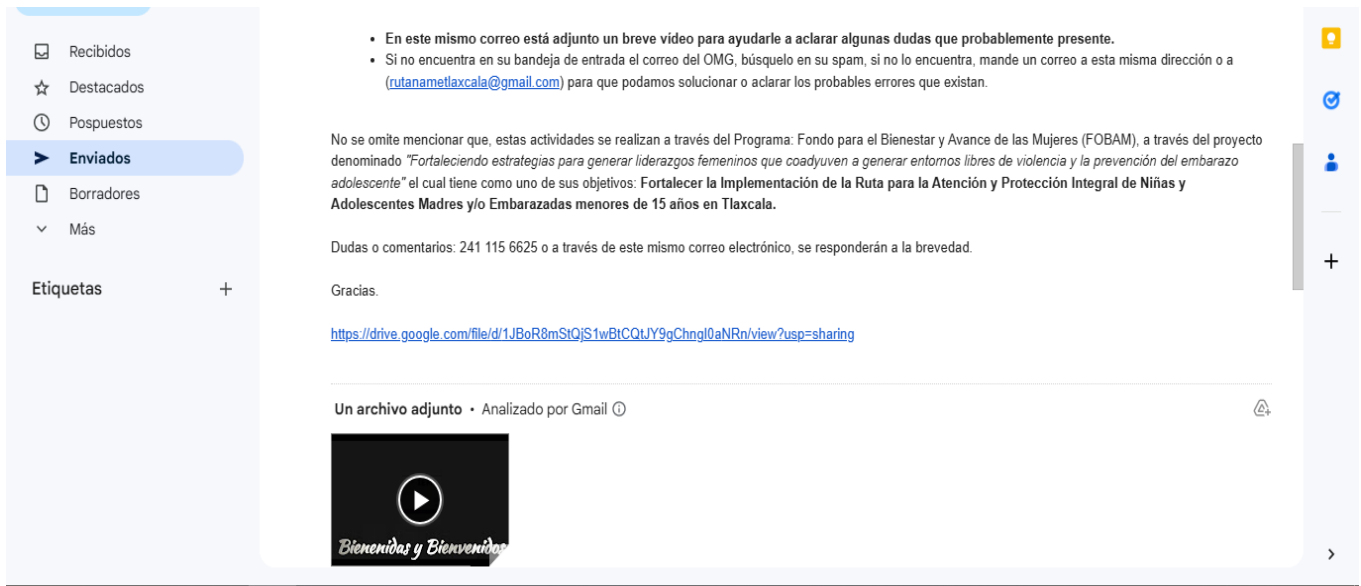 Recibidos
Destacados
Pospuestos
Enviados
Borradores
Más
Etiquetas
• En este mismo correo está adjunto un breve vídeo para ayudarle a aclarar algunas dudas que probablemente presente.
• Si no encuentra en su bandeja de entrada el correo del OMG, búsquelo en su spam, si no lo encuentra, mande un correo a esta misma dirección o a
(rutanametlaxcala@gmail.com) para que podamos solucionar o aclarar los probables errores que existan.
No se omite mencionar que, estas actividades se realizan a través del Programa: Fondo para el Bienestar y Avance de las Mujeres (FOBAM), a través del proyecto
denominado "Fortaleciendo estrategias para generar liderazgos femeninos que coadyuven a generar entornos libres de violencia y la prevención del embarazo
adolescente" el cual tiene como uno de sus objetivos: Fortalecer la Implementación de la Ruta para la Atención y Protección Integral de Niñas y
Adolescentes Madres y/o Embarazadas menores de 15 años en Tlaxcala.
Dudas o comentarios: 241 115 6625 o a través de este mismo correo electrónico, se responderán a la brevedad.
Gracias.
https://drive.google.com/file/d/1JBoR8mStQjS1wBtCQtJY9gChngI0aNRn/view?usp=sharing
Un archivo adjunto • Analizado por Gmail
Bienenidas y Bienvenidos